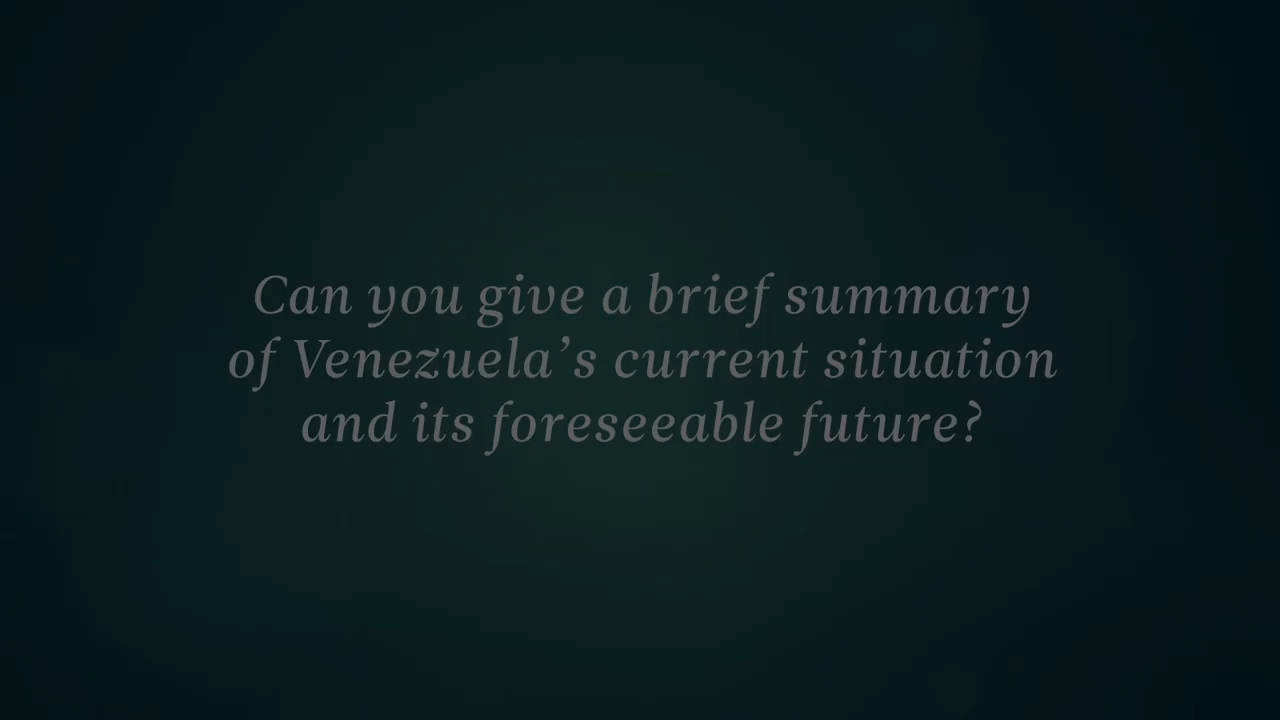 Can you give a brief summary
of Venezuela’s current situation
and its foreseeable future?